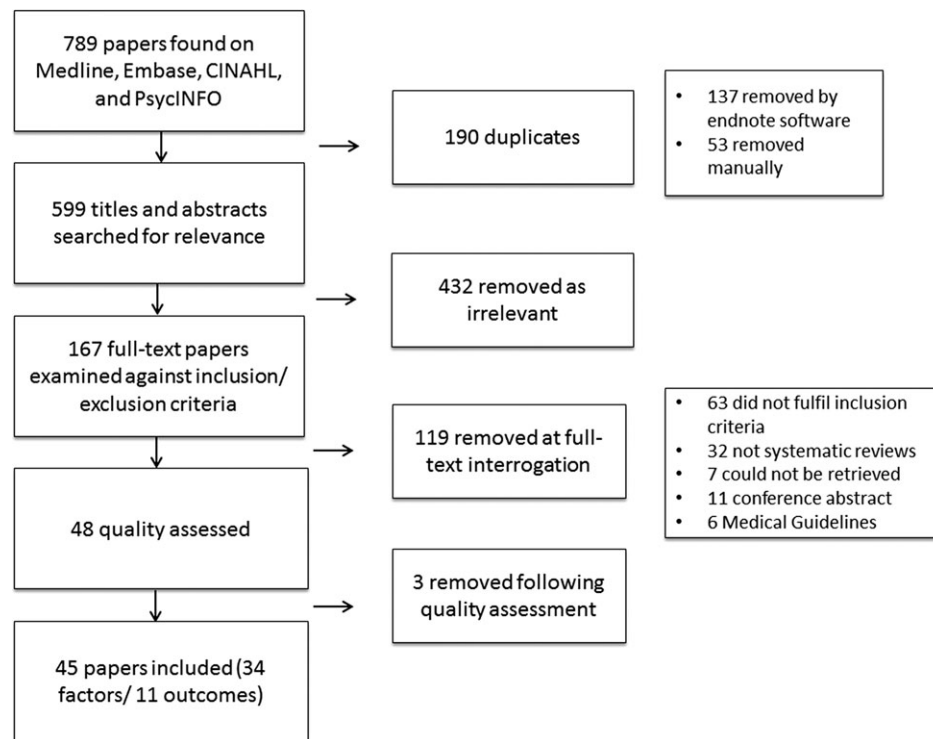 789 papers found on
Medline, Embase, CINAHL,
and PsycINFO
190 duplicates
• 137 removed by
endnote software
• 53 removed
manually
599 titles and abstracts
searched for relevance
432 removed as
irrelevant
167 full-text papers
examined against inclusion/
exclusion criteria
119 removed at full-
text interrogation
• 63 did not fulfil inclusion
criteria
• 32 not systematic reviews
• 7 could not be retrieved
• 11 conference abstract
• 6 Medical Guidelines
48 quality assessed
3 removed following
quality assessment
45 papers included (34
factors/ 11 outcomes)